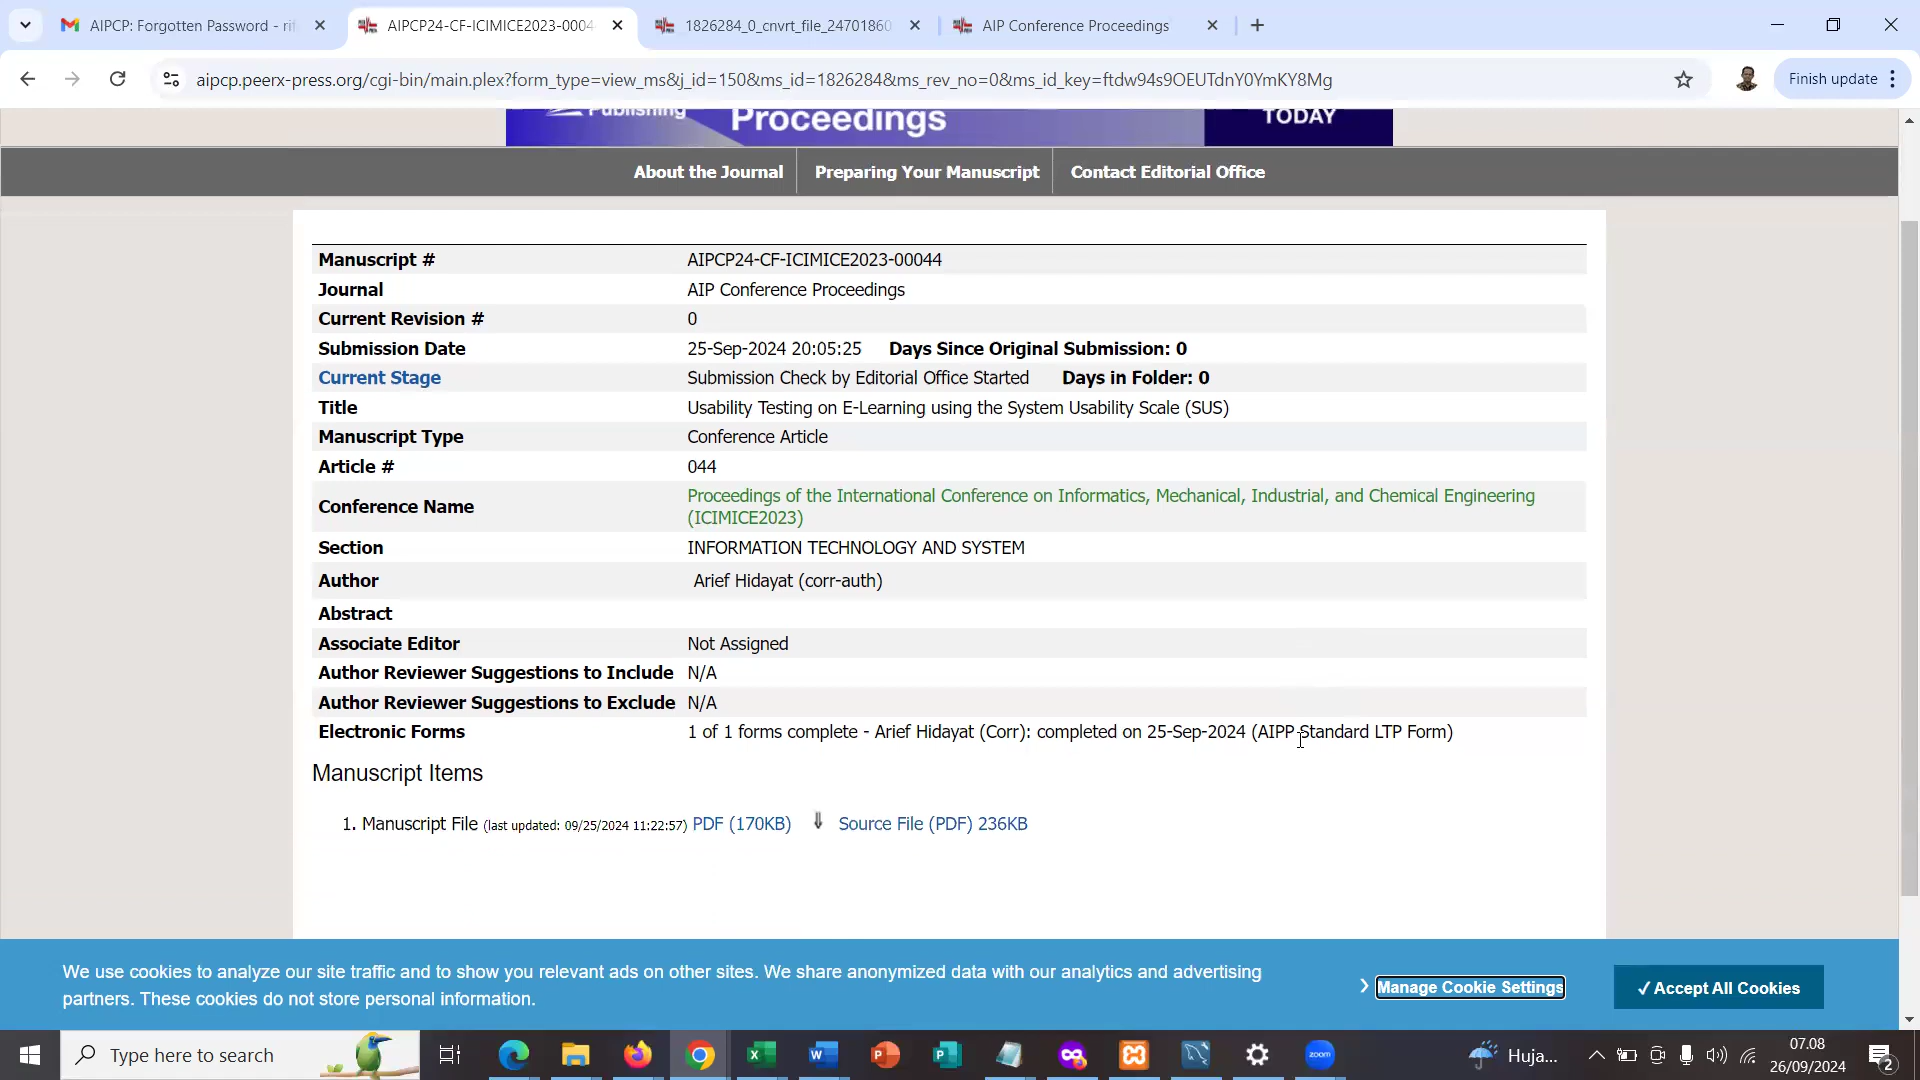 AIPCP: Forgotten Password - rif
AIPCP24-CF-ICIMICE2023-0004
1826284_0_cnvrt_file_24701860
AIP Conference Proceedings
aipcp.peerx-press.org/cgi-bin/main.plex?form_type=view_ms&j_id=150&ms_id=1826284&ms_rev_no=0&ms_id_key=ftdw94s9OEUTdnY0YmKY8Mg
Finish update
Publishing
Proceedings
TODAY
About the Journal
Preparing Your Manuscript
Contact Editorial Office
Manuscript # AIPCP24-CF-ICIMICE2023-00044
Journal AIP Conference Proceedings
Current Revision # 0
Submission Date 25-Sep-2024 20:05:25 Days Since Original Submission: 0
Current Stage Submission Check by Editorial Office Started Days in Folder: 0
Title Usability Testing on E-Learning using the System Usability Scale (SUS)
Manuscript Type Conference Article
Article # 044
Conference Name Proceedings of the International Conference on Informatics, Mechanical, Industrial, and Chemical Engineering
(ICIMICE2023)
Section INFORMATION TECHNOLOGY AND SYSTEM
Author Arief Hidayat (corr-auth)
Abstract
Associate Editor Not Assigned
Author Reviewer Suggestions to Include N/A
Author Reviewer Suggestions to Exclude N/A
Electronic Forms 1 of 1 forms complete - Arief Hidayat (Corr): completed on 25-Sep-2024 (AIPP Standard LTP Form)
Manuscript Items
1. Manuscript File (last updated: 09/25/2024 11:22:57) PDF (170KB) Source File (PDF) 236KB
We use cookies to analyze our site traffic and to show you relevant ads on other sites. We share anonymized data with our analytics and advertising
partners. These cookies do not store personal information.
Manage Cookie Settings
✓ Accept All Cookies
Type here to search
zoom
Huja...
07.08
26/09/2024
2